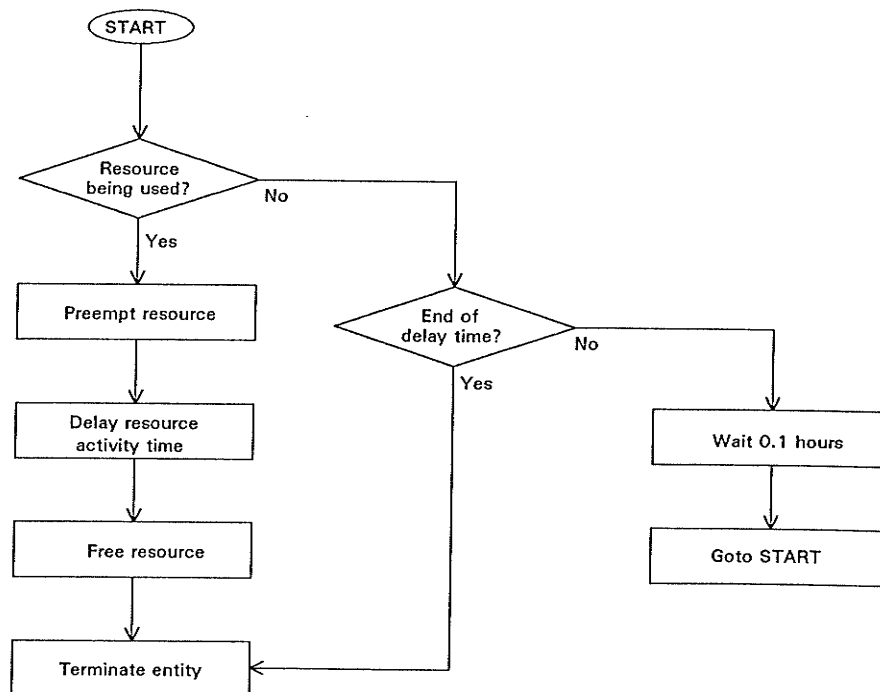 START
Resource
being used?
No
Yes
Preempt resource
End of
delay time?
No
Yes
Delay resource
activity time
Wait 0.1 hours
Free resource
Goto START
Terminate entity